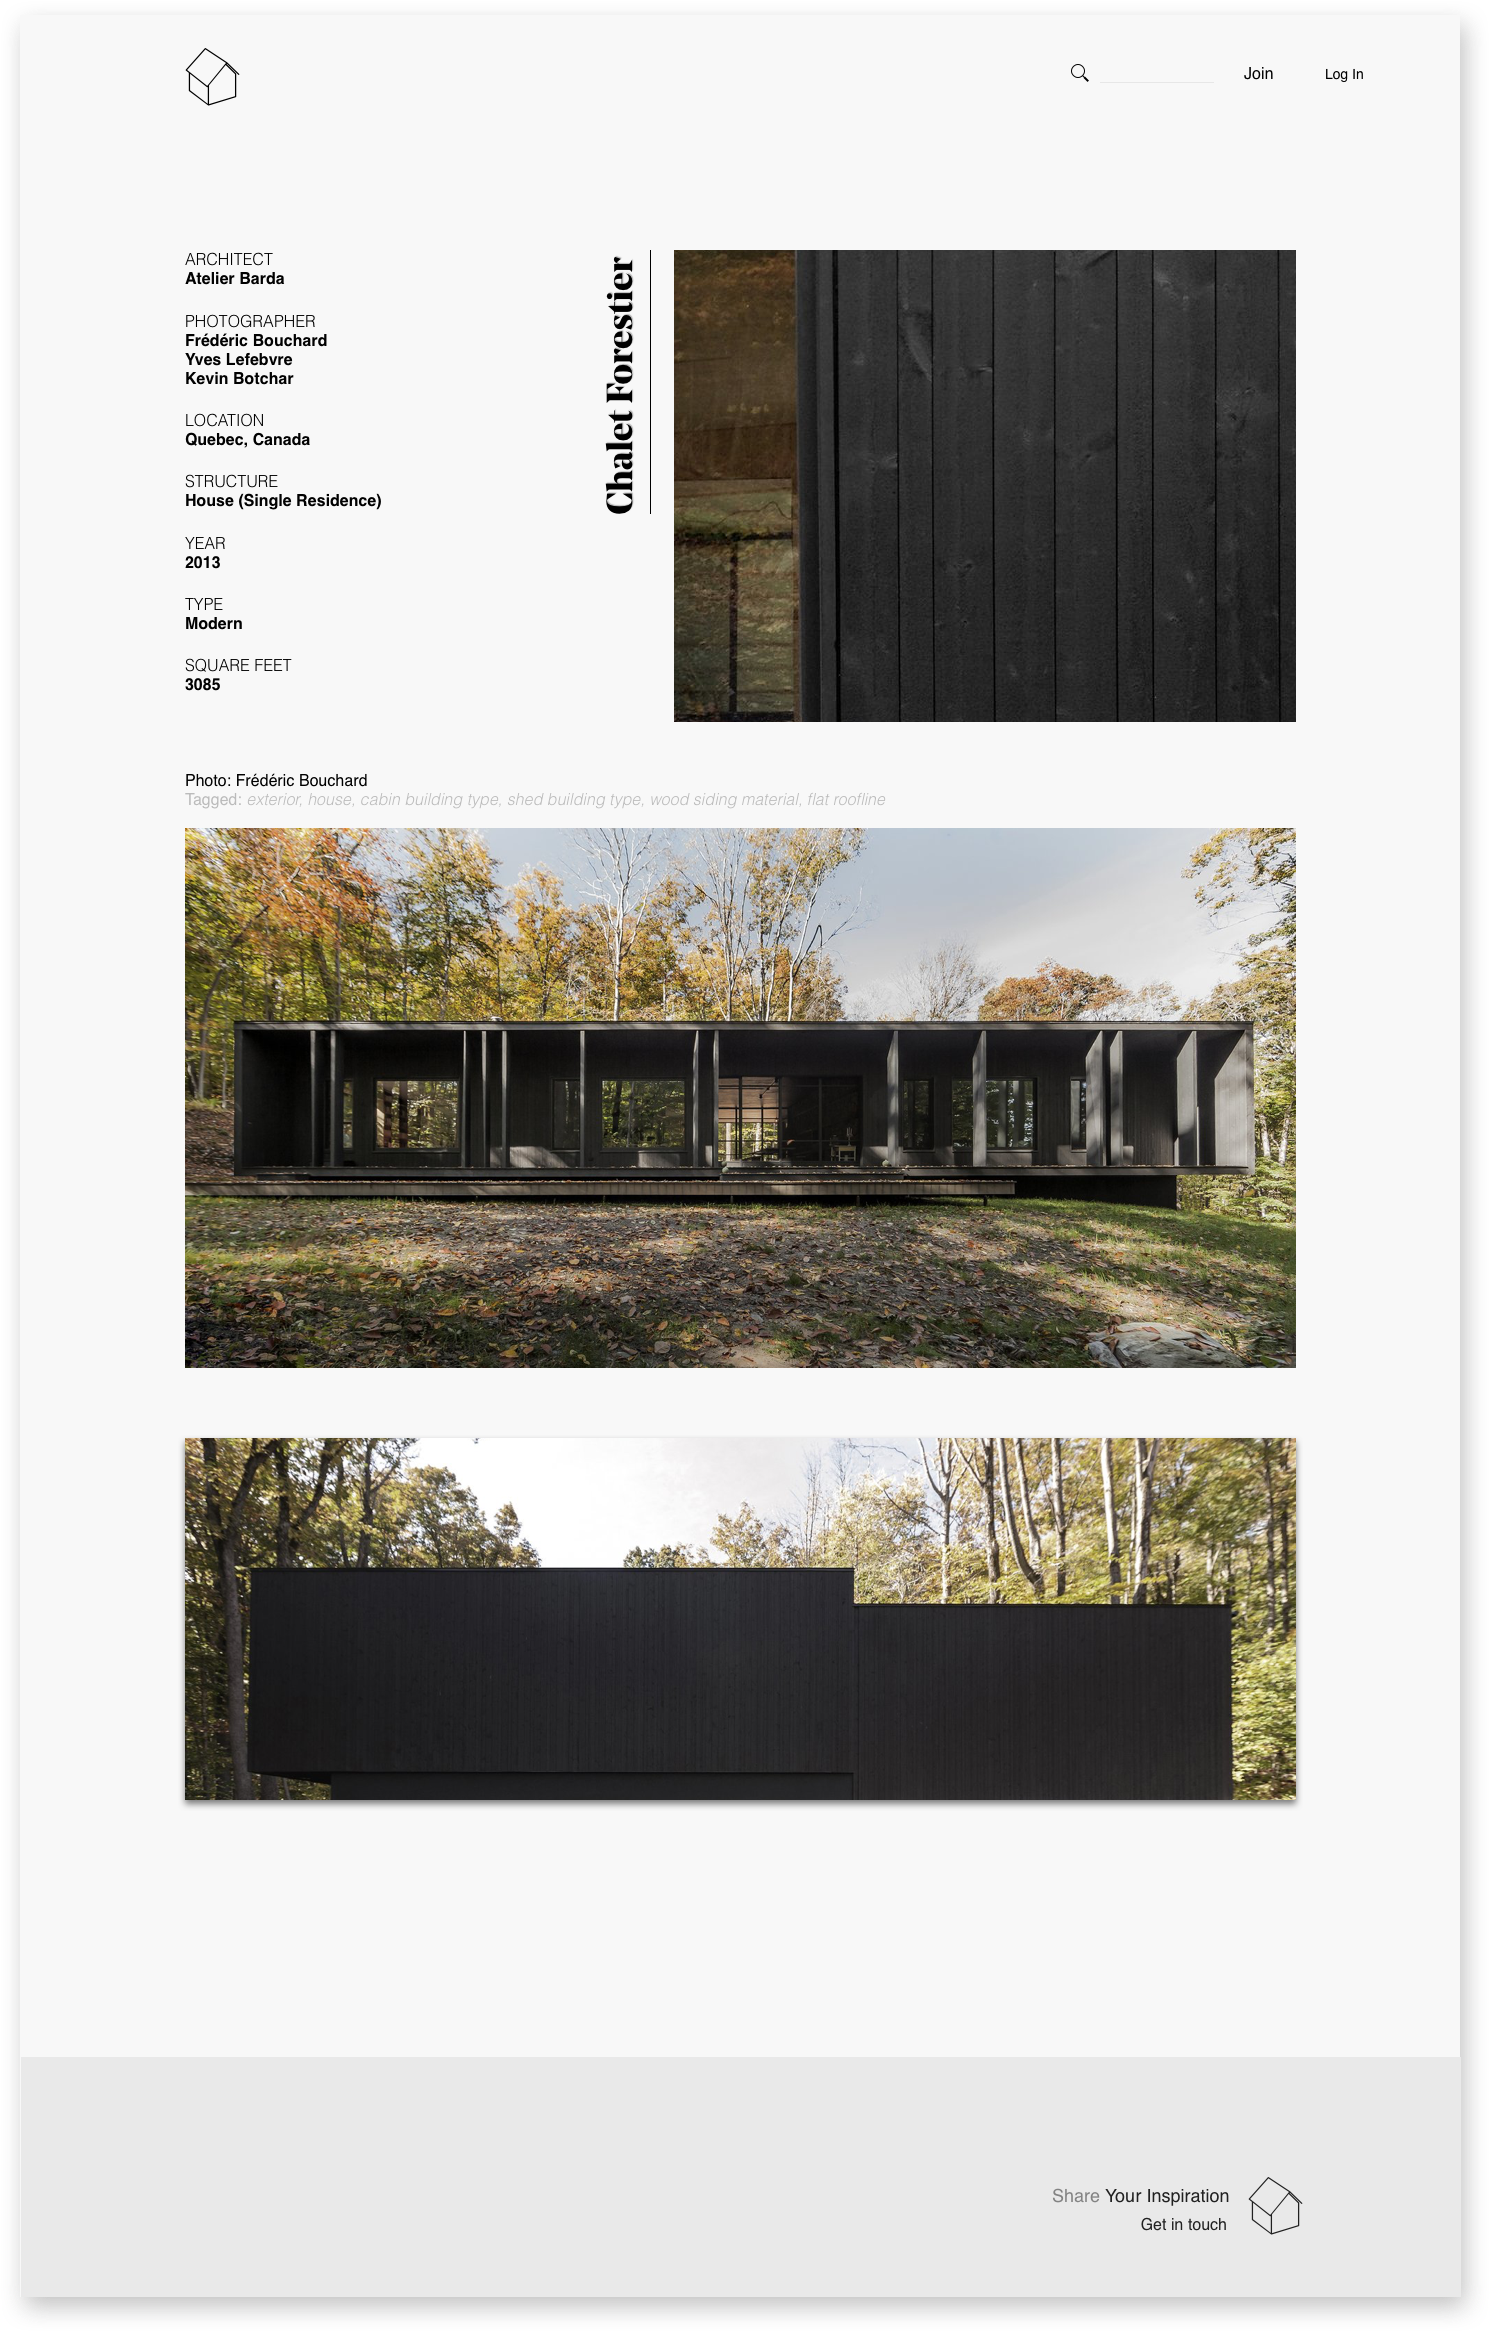 Join
Log In
ARCHITECT
Atelier Barda
PHOTOGRAPHER
Frédéric Bouchard
Yves Lefebvre
Kevin Botchar
LOCATION
Quebec, Canada
STRUCTURE
House (Single Residence)
YEAR
2013
TYPE
Modern
SQUARE FEET
3085
Chalet Forestier
Photo: Frédéric Bouchard
Tagged: exterior, house, cabin building type, shed building type, wood siding material, flat roofline
Share Your Inspiration
Get in touch